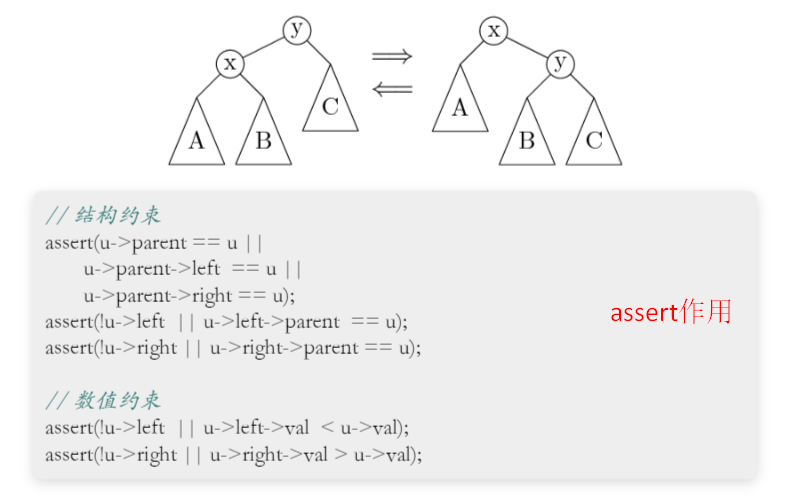 y
x
C
A
B
⟹
⟸
x
y
A
B
C
// 结构约束
assert(u->parent == u ||
u->parent->left == u ||
u->parent->right == u);
assert(!u->left || u->left->parent == u);
assert(!u->right || u->right->parent == u);
// 数值约束
assert(!u->left || u->left->val < u->val);
assert(!u->right || u->right->val > u->val);
assert作用